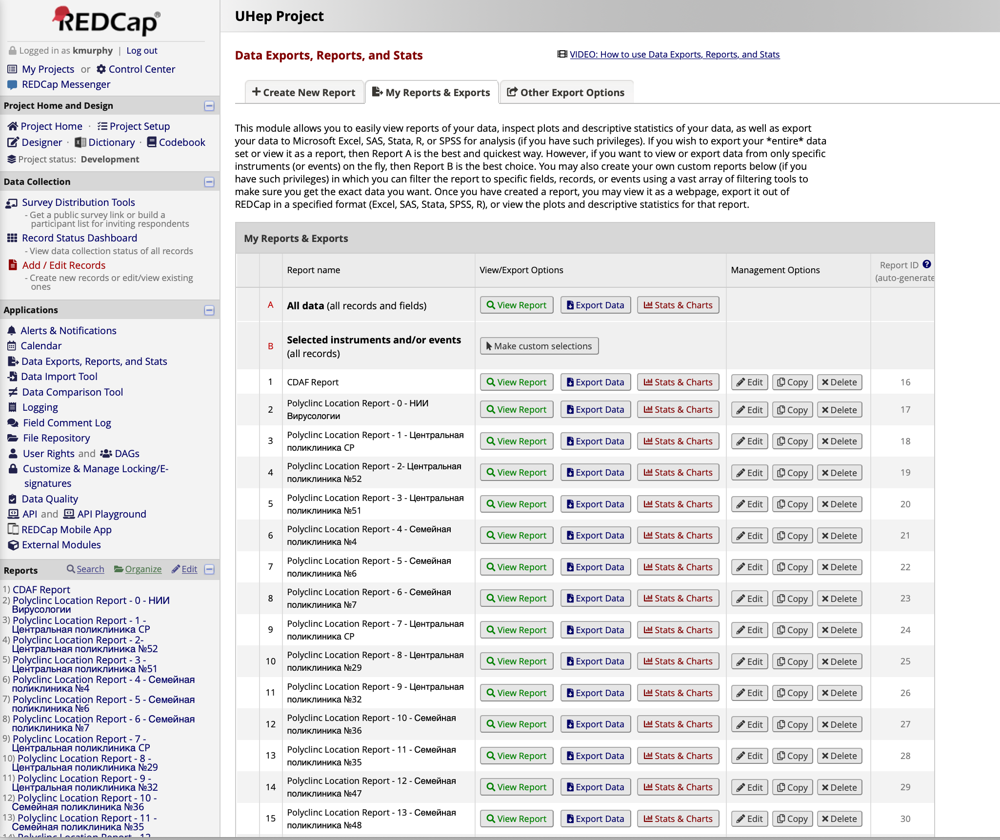 REDCap®
Logged in as kmurphy | Log out
My Projects or Control Center
REDCap Messenger
Project Home and Design
Project Home · Project Setup
Designer · Dictionary · Codebook
Project status: Development
Data Collection
Survey Distribution Tools
- Get a public survey link or build a
participant list for inviting respondents
Record Status Dashboard
- View data collection status of all records
Add / Edit Records
- Create new records or edit/view existing
ones
Applications
Alerts & Notifications
Calendar
Data Exports, Reports, and Stats
Data Import Tool
Data Comparison Tool
Logging
Field Comment Log
File Repository
User Rights and DAGs
Customize & Manage Locking/E-
signatures
Data Quality
API and API Playground
REDCap Mobile App
External Modules
Reports Search Organize Edit
1) CDAF Report
2) Polyclinc Location Report - 0 - НИИ
Вирусологии
3) Polyclinc Location Report - 1 -
Центральная поликлиника СР
4) Polyclinc Location Report - 2-
Центральная поликлиника №52
5) Polyclinc Location Report - 3 -
Центральная поликлиника №51
6) Polyclinc Location Report - 4 - Семейная
поликлиника №4
7) Polyclinc Location Report - 5 - Семейная
поликлиника №6
8) Polyclinc Location Report - 6 - Семейная
поликлиника №7
9) Polyclinc Location Report - 7 -
Центральная поликлиника СР
10) Polyclinc Location Report - 8 -
Центральная поликлиника №29
11) Polyclinc Location Report - 9 -
Центральная поликлиника №32
12) Polyclinc Location Report - 10 -
Семейная поликлиника №36
13) Polyclinc Location Report - 11 -
Семейная поликлиника №35
14) Polyclinc Location Report - 12
UHep Project
Data Exports, Reports, and Stats
VIDEO: How to use Data Exports, Reports, and Stats
Create New Report My Reports & Exports Other Export Options
This module allows you to easily view reports of your data, inspect plots and descriptive statistics of your data, as well as export
your data to Microsoft Excel, SAS, Stata, R, or SPSS for analysis (if you have such privileges). If you wish to export your *entire* data
set or view it as a report, then Report A is the best and quickest way. However, if you want to view or export data from only specific
instruments (or events) on the fly, then Report B is the best choice. You may also create your own custom reports below (if you
have such privileges) in which you can filter the report to specific fields, records, or events using a vast array of filtering tools to
make sure you get the exact data you want. Once you have created a report, you may view it as a webpage, export it out of
REDCap in a specified format (Excel, SAS, Stata, SPSS, R), or view the plots and descriptive statistics for that report.
My Reports & Exports
Report name View/Export Options Management Options Report ID ?
(auto-generate
A All data (all records and fields) View Report Export Data Stats & Charts
B Selected instruments and/or events
(all records) Make custom selections
1 CDAF Report View Report Export Data Stats & Charts Edit Copy Delete 16
2 Polyclinc Location Report - 0 - НИИ
Вирусологии View Report Export Data Stats & Charts Edit Copy Delete 17
3 Polyclinc Location Report - 1 - Центральная
поликлиника СР View Report Export Data Stats & Charts Edit Copy Delete 18
4 Polyclinc Location Report - 2- Центральная
поликлиника №52 View Report Export Data Stats & Charts Edit Copy Delete 19
5 Polyclinc Location Report - 3 - Центральная
поликлиника №51 View Report Export Data Stats & Charts Edit Copy Delete 20
6 Polyclinc Location Report - 4 - Семейная
поликлиника №4 View Report Export Data Stats & Charts Edit Copy Delete 21
7 Polyclinc Location Report - 5 - Семейная
поликлиника №6 View Report Export Data Stats & Charts Edit Copy Delete 22
8 Polyclinc Location Report - 6 - Семейная
поликлиника №7 View Report Export Data Stats & Charts Edit Copy Delete 23
9 Polyclinc Location Report - 7 - Центральная
поликлиника СР View Report Export Data Stats & Charts Edit Copy Delete 24
10 Polyclinc Location Report - 8 - Центральная
поликлиника №29 View Report Export Data Stats & Charts Edit Copy Delete 25
11 Polyclinc Location Report - 9 - Центральная
поликлиника №32 View Report Export Data Stats & Charts Edit Copy Delete 26
12 Polyclinc Location Report - 10 - Семейная
поликлиника №36 View Report Export Data Stats & Charts Edit Copy Delete 27
13 Polyclinc Location Report - 11 - Семейная
поликлиника №35 View Report Export Data Stats & Charts Edit Copy Delete 28
14 Polyclinc Location Report - 12 - Семейная
поликлиника №47 View Report Export Data Stats & Charts Edit Copy Delete 29
15 Polyclinc Location Report - 13 - Семейная
поликлиника №48 View Report Export Data Stats & Charts Edit Copy Delete 30